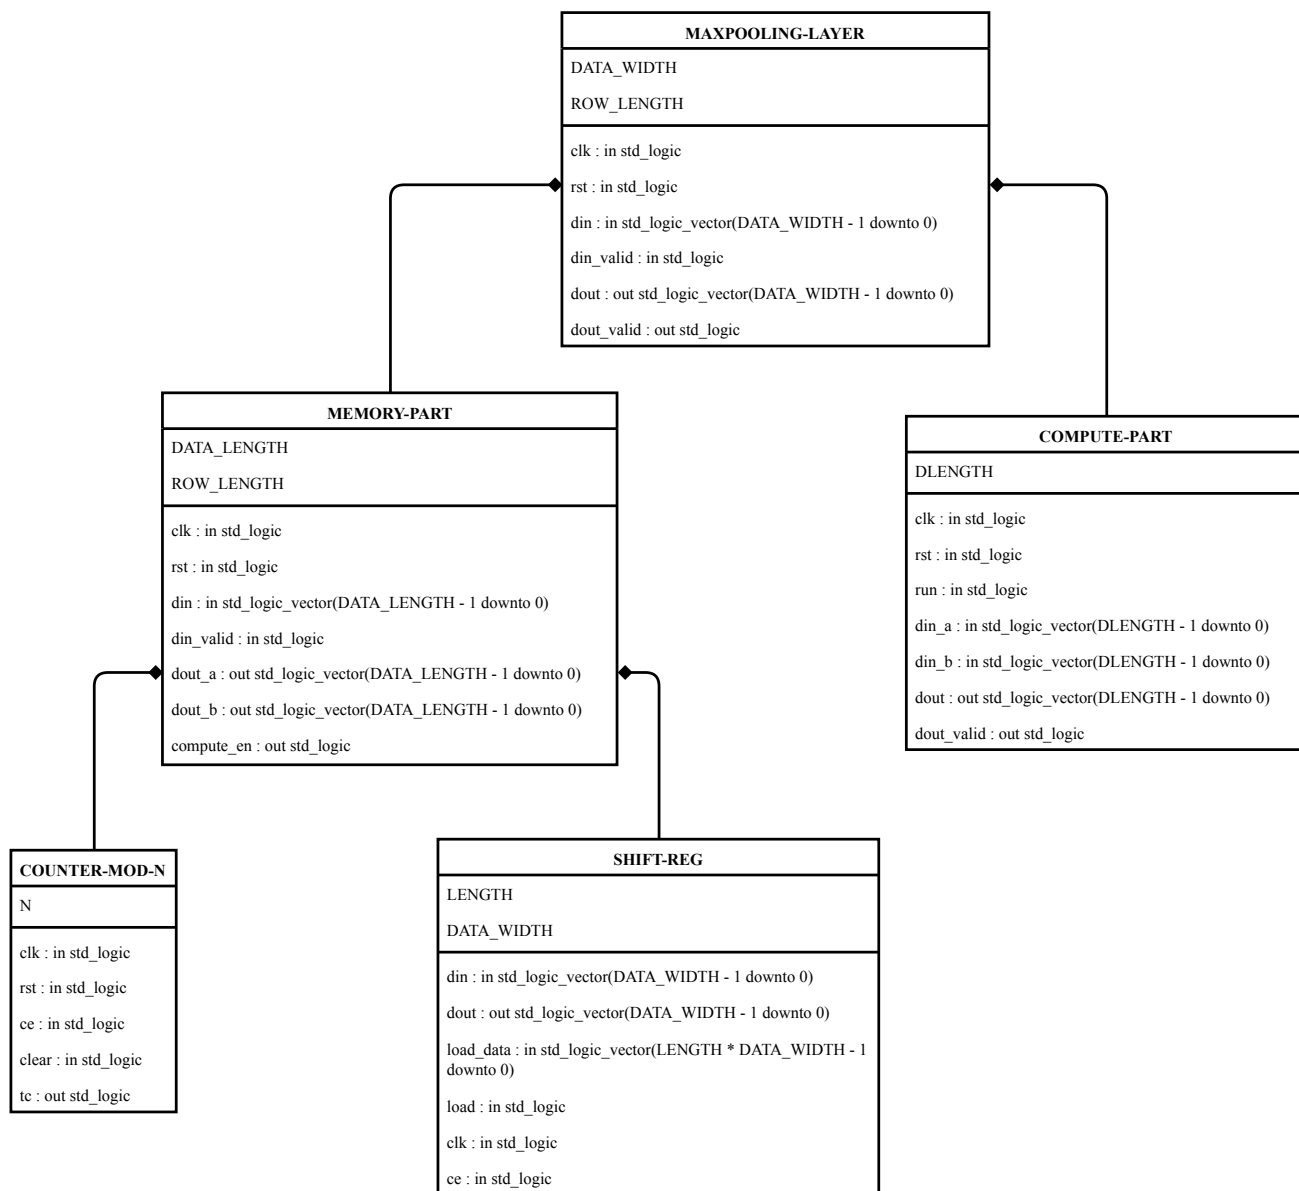 MAXPOOLING-LAYER
DATA_WIDTH
ROW_LENGTH
clk : in std_logic
rst : in std_logic
din : in std_logic_vector(DATA_WIDTH - 1 downto 0)
din_valid : in std_logic
dout : out std_logic_vector(DATA_WIDTH - 1 downto 0)
dout_valid : out std_logic
MEMORY-PART
DATA_LENGTH
ROW_LENGTH
clk : in std_logic
rst : in std_logic
din : in std_logic_vector(DATA_LENGTH - 1 downto 0)
din_valid : in std_logic
dout_a : out std_logic_vector(DATA_LENGTH - 1 downto 0)
dout_b : out std_logic_vector(DATA_LENGTH - 1 downto 0)
compute_en : out std_logic
COMPUTE-PART
DLENGTH
clk : in std_logic
rst : in std_logic
run : in std_logic
din_a : in std_logic_vector(DLENGTH - 1 downto 0)
din_b : in std_logic_vector(DLENGTH - 1 downto 0)
dout : out std_logic_vector(DLENGTH - 1 downto 0)
dout_valid : out std_logic
COUNTER-MOD-N
N
clk : in std_logic
rst : in std_logic
ce : in std_logic
clear : in std_logic
tc : out std_logic
SHIFT-REG
LENGTH
DATA_WIDTH
din : in std_logic_vector(DATA_WIDTH - 1 downto 0)
dout : out std_logic_vector(DATA_WIDTH - 1 downto 0)
load_data : in std_logic_vector(LENGTH * DATA_WIDTH - 1
downto 0)
load : in std_logic
clk : in std_logic
ce : in std_logic